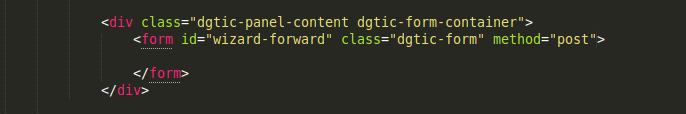 <div class="dgtic-panel-content dgtic-form-container">
<form id="wizard-forward" class="dgtic-form" method="post">
</form>
</div>